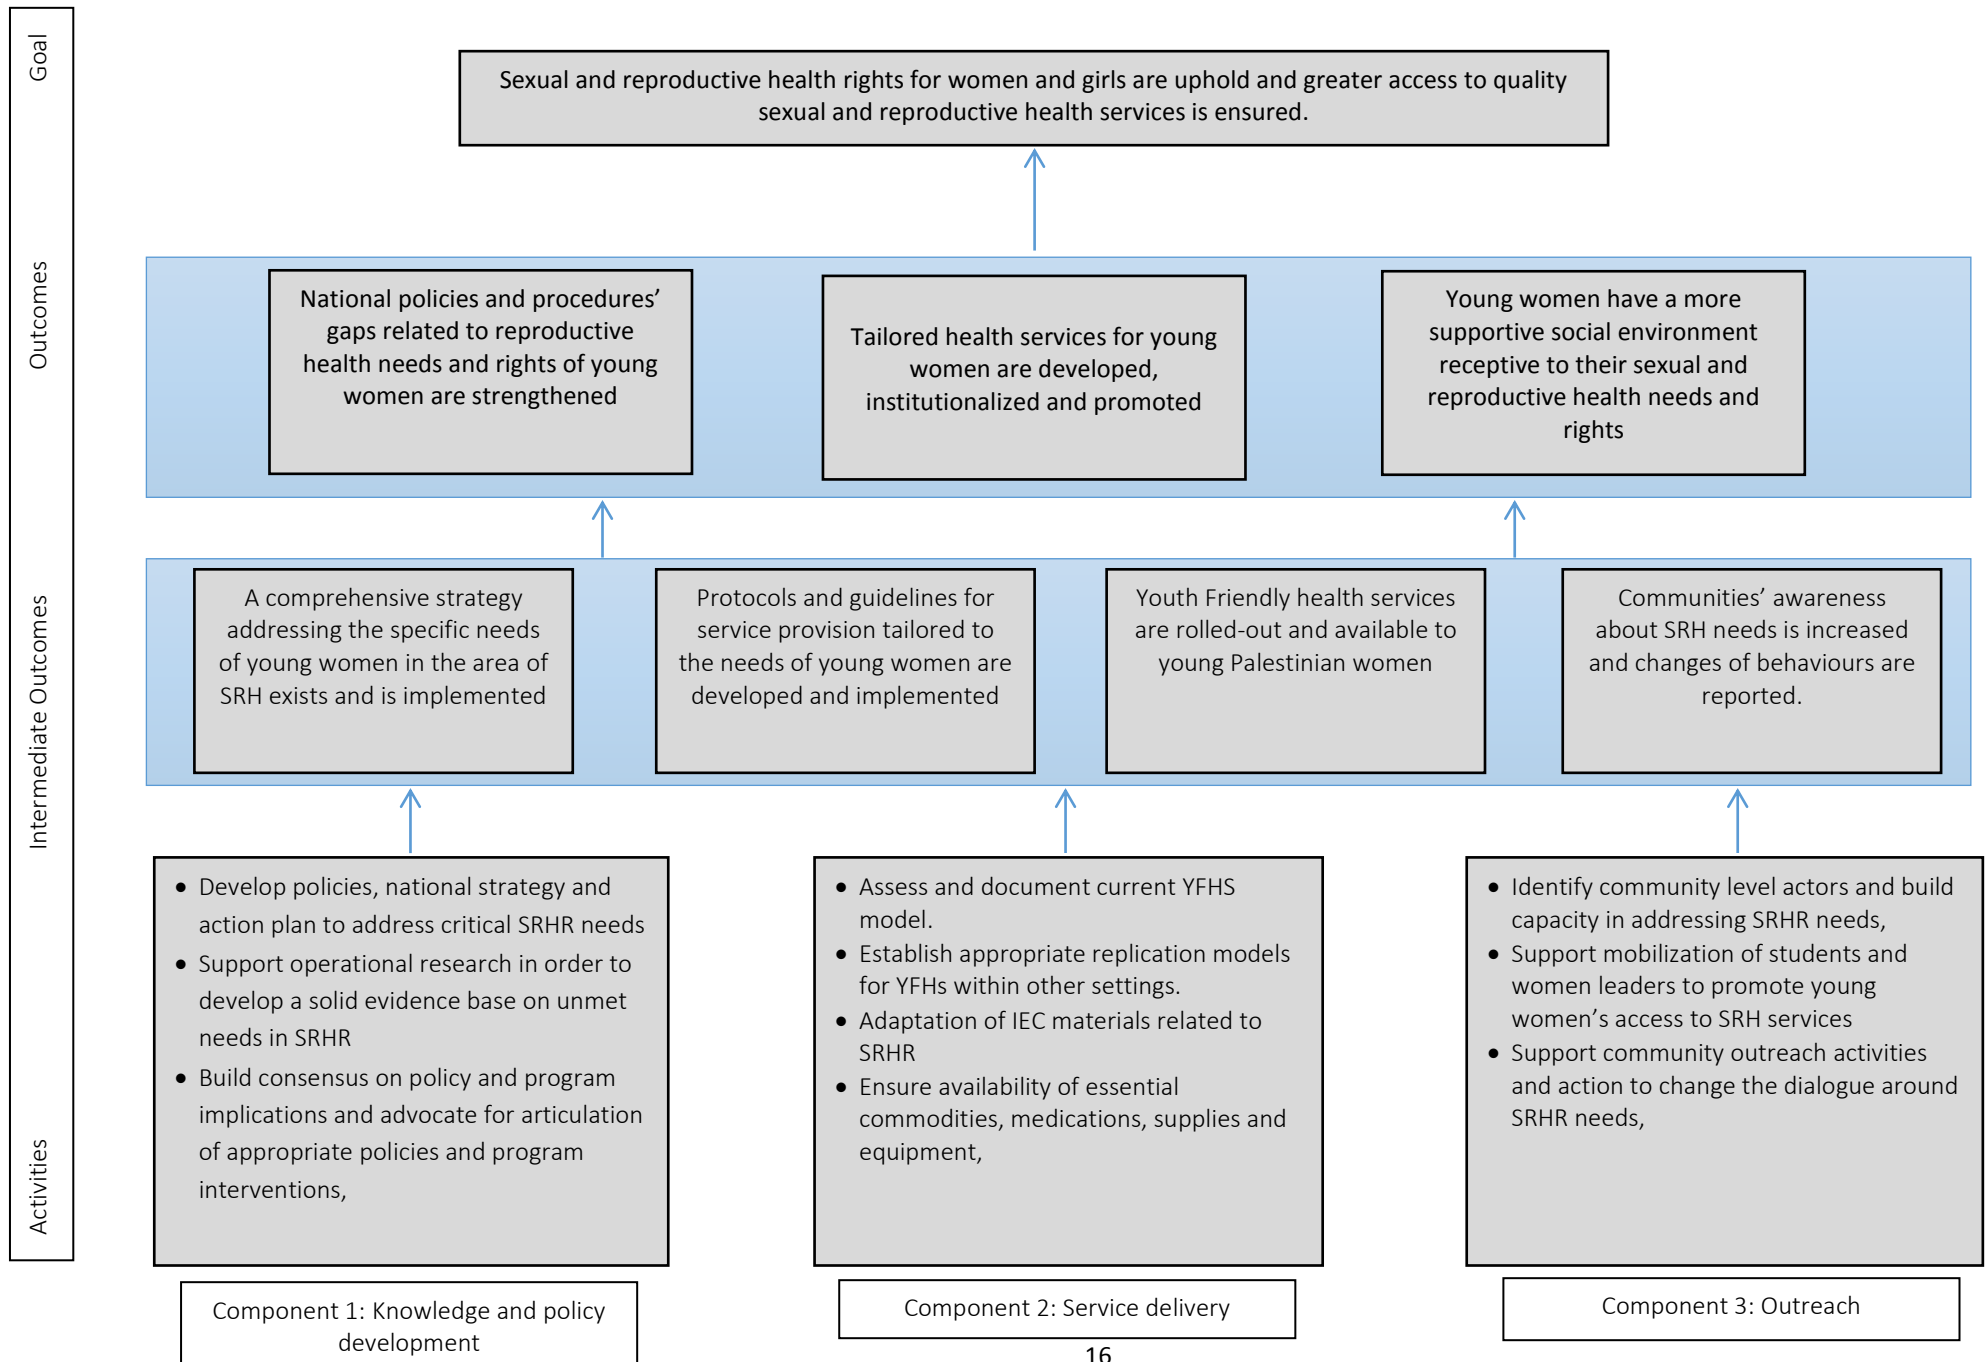 Goal
Sexual and reproductive health rights for women and girls are uphold and greater access to quality
sexual and reproductive health services is ensured.
Outcomes
National policies and procedures’
gaps related to reproductive
health needs and rights of young
women are strengthened
Tailored health services for young
women are developed,
institutionalized and promoted
Young women have a more
supportive social environment
receptive to their sexual and
reproductive health needs and
rights
Intermediate Outcomes
A comprehensive strategy
addressing the specific needs
of young women in the area of
SRH exists and is implemented
Protocols and guidelines for
service provision tailored to
the needs of young women are
developed and implemented
Youth Friendly health services
are rolled-out and available to
young Palestinian women
Communities’ awareness
about SRH needs is increased
and changes of behaviours are
reported.
Activities
• Develop policies, national strategy and
action plan to address critical SRHR needs
• Support operational research in order to
develop a solid evidence base on unmet
needs in SRHR
• Build consensus on policy and program
implications and advocate for articulation
of appropriate policies and program
interventions,
• Assess and document current YFHS
model.
• Establish appropriate replication models
for YFHs within other settings.
• Adaptation of IEC materials related to
SRHR
• Ensure availability of essential
commodities, medications, supplies and
equipment,
• Identify community level actors and build
capacity in addressing SRHR needs,
• Support mobilization of students and
women leaders to promote young
women’s access to SRH services
• Support community outreach activities
and action to change the dialogue around
SRHR needs,
Component 1: Knowledge and policy
development
Component 2: Service delivery
Component 3: Outreach
16